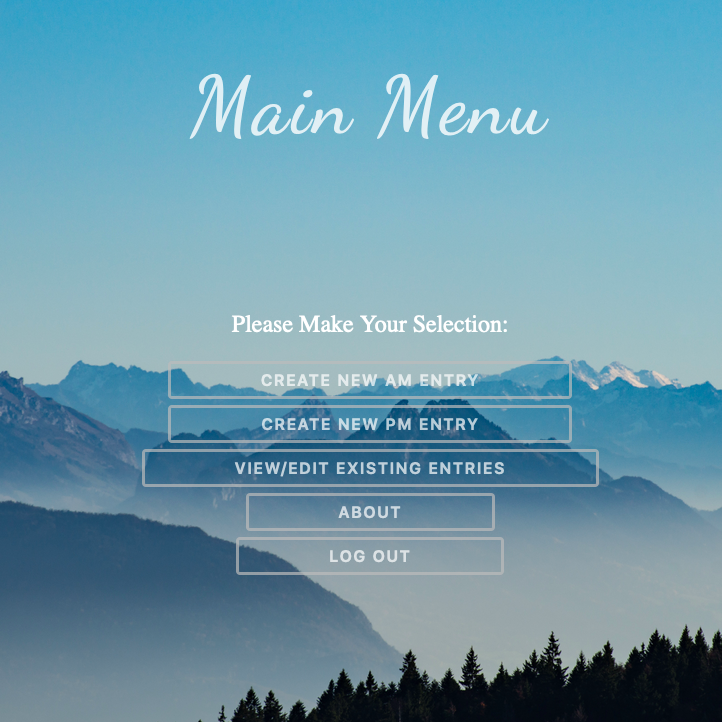 Main Menu
Please Make Your Selection:
CREATE NEW AM ENTRY
CREATE NEW PM ENTRY
VIEW/EDIT EXISTING ENTRIES
ABOUT
LOG OUT